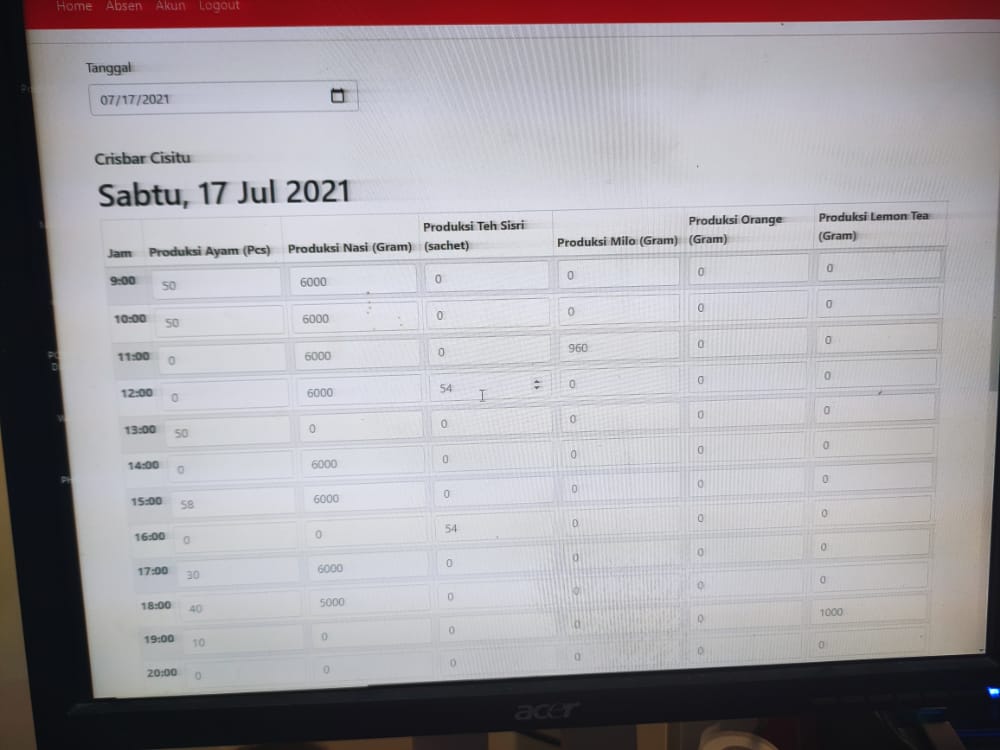 Home Absen Akun Logout
Tanggal
07/17/2021
Crisbar Cisitu
Sabtu, 17 Jul 2021
Jam Produksi Ayam (Pcs) Produksi Nasi (Gram) Produksi Teh Sisri (sachet) Produksi Milo (Gram) Produksi Orange (Gram) Produksi Lemon Tea (Gram)
9:00 50 6000 0 0 0 0
10:00 50 6000 0 0 0 0
11:00 0 6000 0 960 0 0
12:00 0 6000 54 0 0 0
13:00 50 0 0 0 0 0
14:00 0 6000 0 0 0 0
15:00 58 6000 0 0 0 0
16:00 0 0 54 0 0 0
17:00 30 6000 0 0 0 0
18:00 40 5000 0 0 0 0
19:00 10 0 0 0 0 1000
20:00 0 0 0 0 0 0
acer